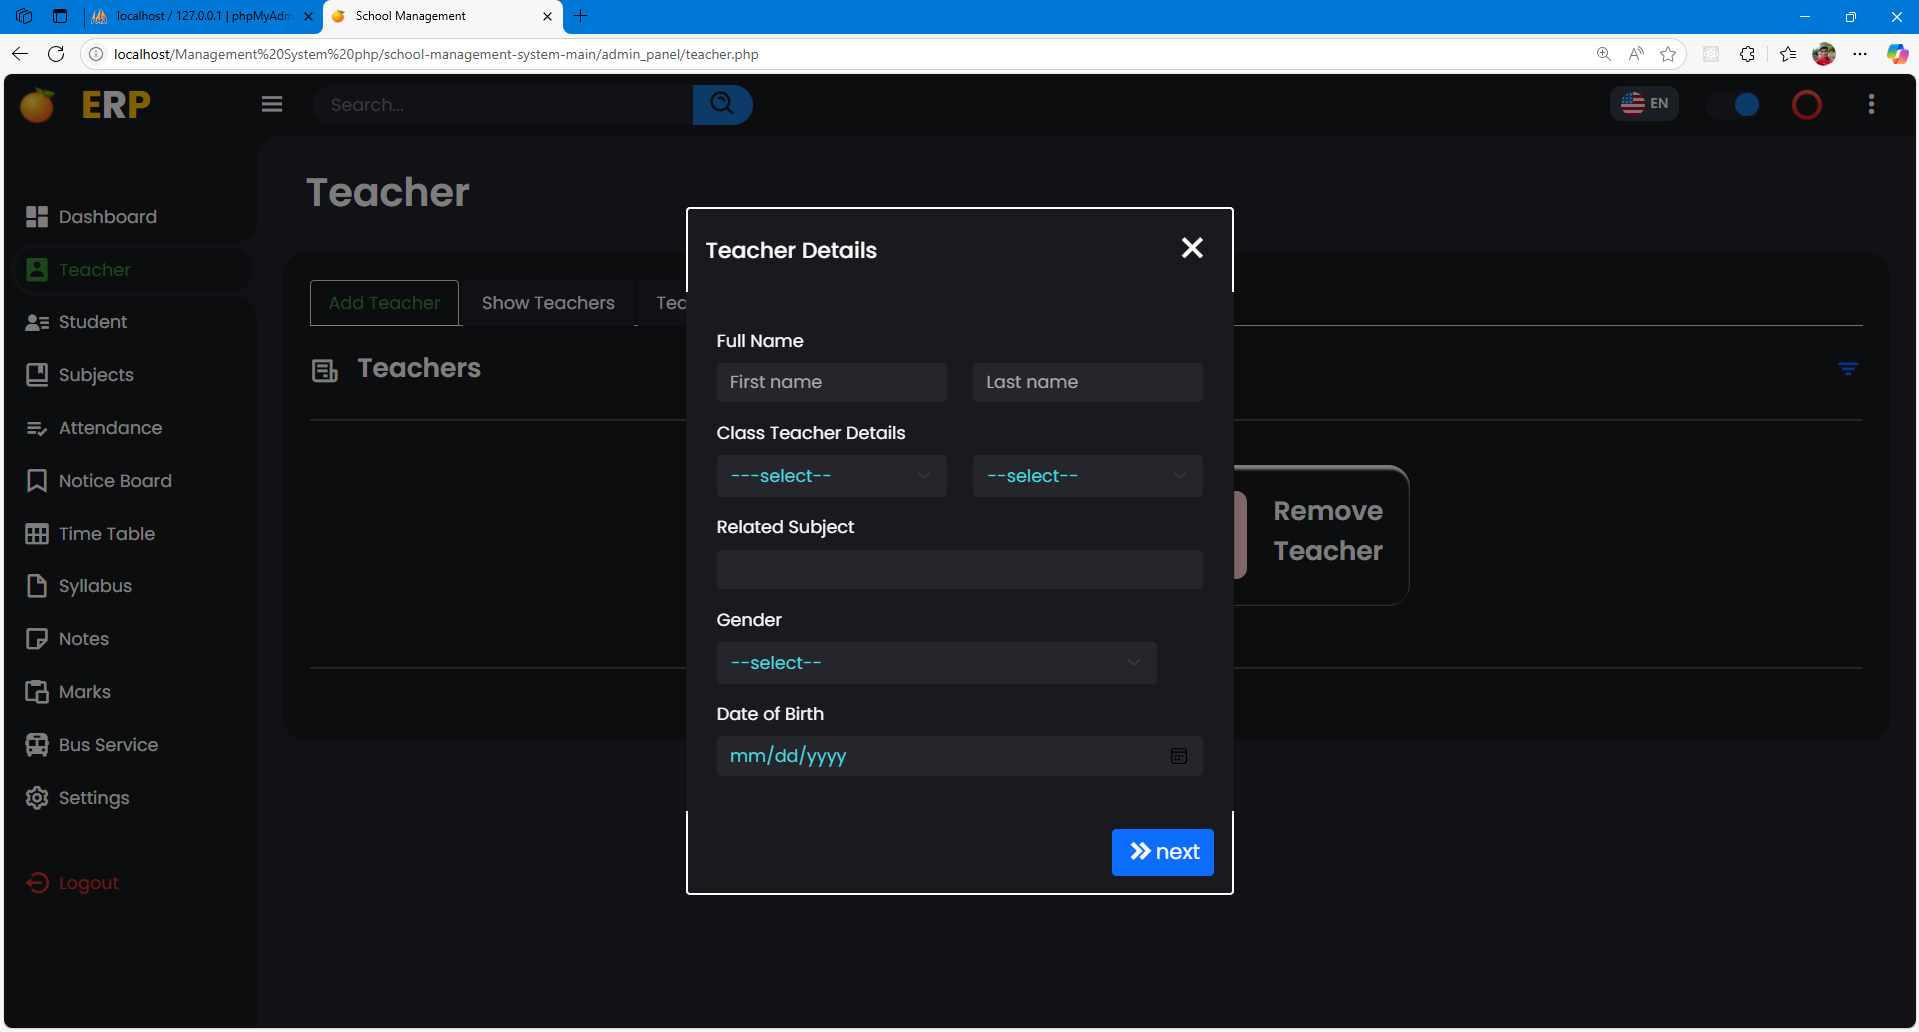 localhost / 127.0.0.1 | phpMyAdm
School Management
localhost/Management%20System%20php/school-management-system-main/admin_panel/teacher.php
ERP
Search...
EN
Dashboard
Teacher
Student
Subjects
Attendance
Notice Board
Time Table
Syllabus
Notes
Marks
Bus Service
Settings
Logout
Teacher
Add Teacher
Show Teachers
Teac
Teachers
Remove
Teacher
Teacher Details
Full Name
First name
Last name
Class Teacher Details
---select--
--select--
Related Subject
Gender
--select--
Date of Birth
mm/dd/yyyy
next